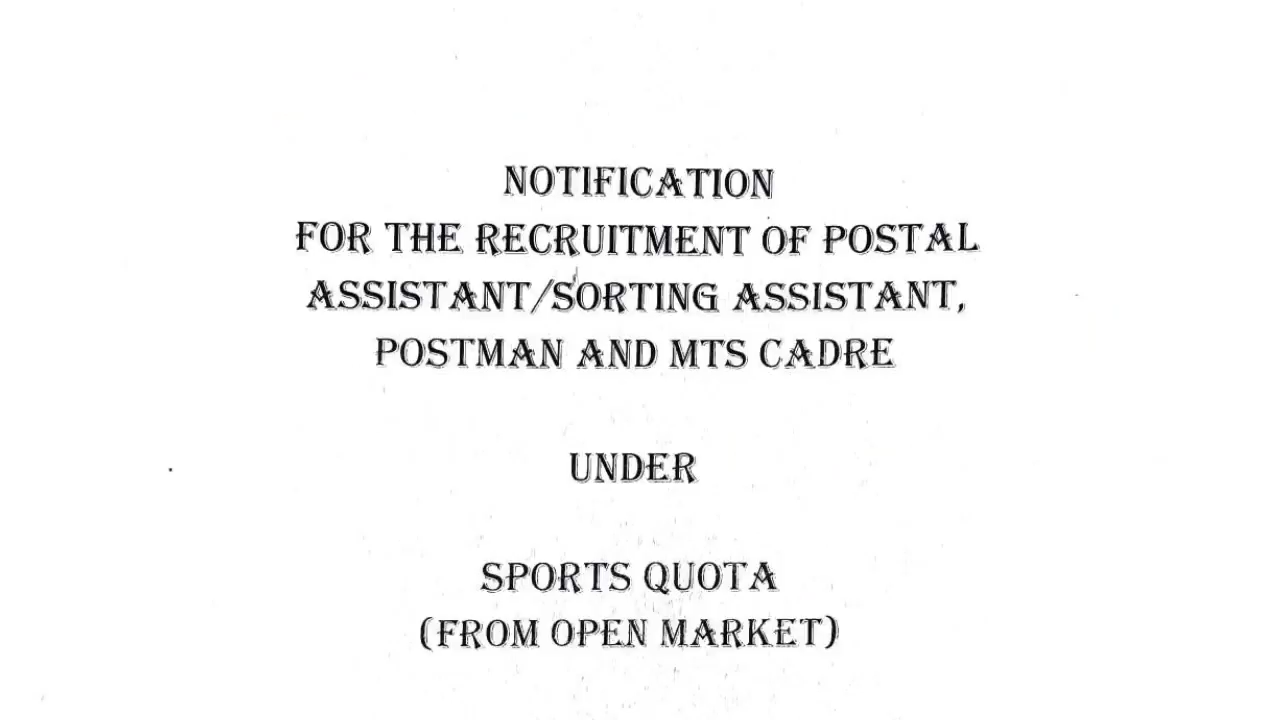 NOTIFICATION
FOR THE RECRUITMENT OF POSTAL
ASSISTANT/SORTING ASSISTANT,
POSTMAN AND MTS CADRE
UNDER
SPORTS QUOTA
(FROM OPEN MARKET)